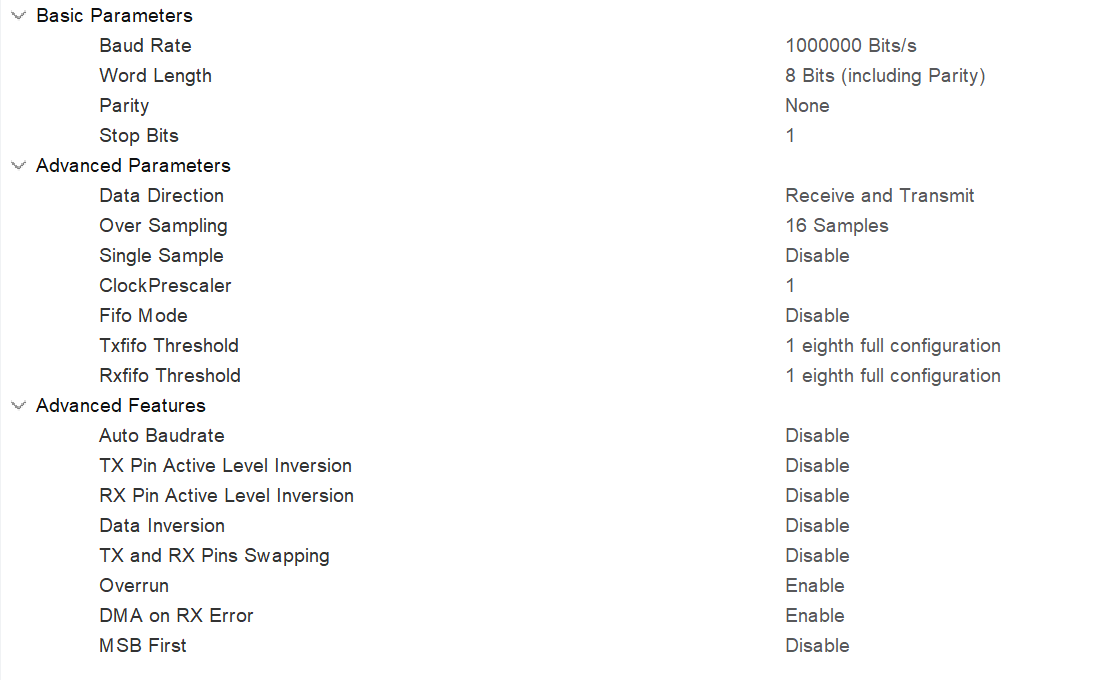 Basic Parameters
Baud Rate 1000000 Bits/s
Word Length 8 Bits (including Parity)
Parity None
Stop Bits 1
Advanced Parameters
Data Direction Receive and Transmit
Over Sampling 16 Samples
Single Sample Disable
ClockPrescaler 1
Fifo Mode Disable
Txfifo Threshold 1 eighth full configuration
Rxfifo Threshold 1 eighth full configuration
Advanced Features
Auto Baudrate Disable
TX Pin Active Level Inversion Disable
RX Pin Active Level Inversion Disable
Data Inversion Disable
TX and RX Pins Swapping Disable
Overrun Enable
DMA on RX Error Enable
MSB First Disable